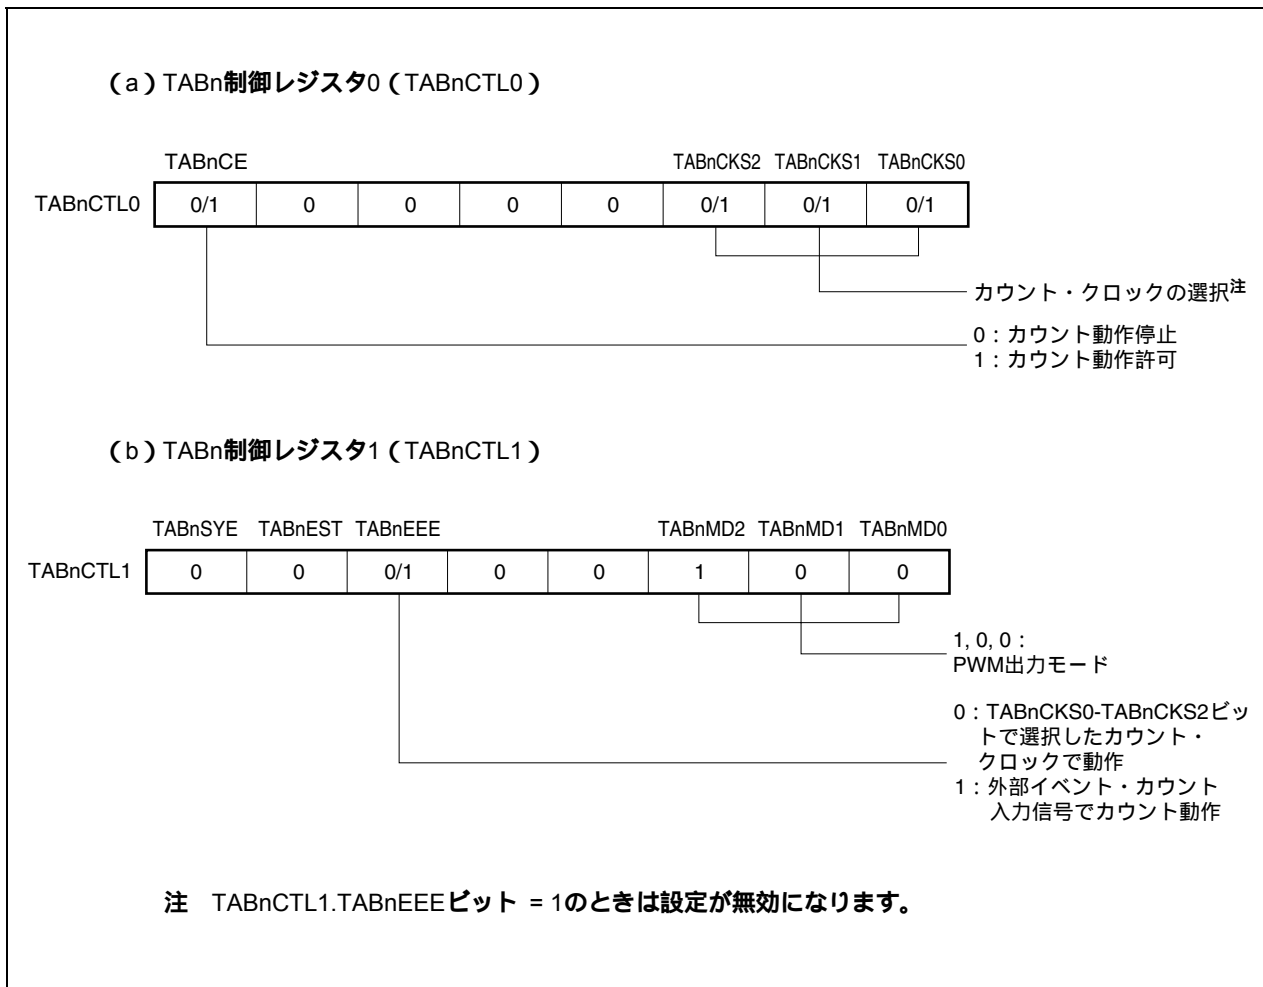 （a）TABn制御レジスタ0（TABnCTL0）
TABnCE TABnCKS2 TABnCKS1 TABnCKS0
TABnCTL0 0/1 0 0 0 0 0/1 0/1 0/1
カウント・クロックの選択注
0：カウント動作停止
1：カウント動作許可
（b）TABn制御レジスタ1（TABnCTL1）
TABnSYE TABnEST TABnEEE TABnMD2 TABnMD1 TABnMD0
TABnCTL1 0 0 0/1 0 0 1 0 0
1, 0, 0：
PWM出力モード
0：TABnCKS0-TABnCKS2ビッ
トで選択したカウント・
クロックで動作
1：外部イベント・カウント
入力信号でカウント動作
注 TABnCTL1.TABnEEEビット = 1のときは設定が無効になります。